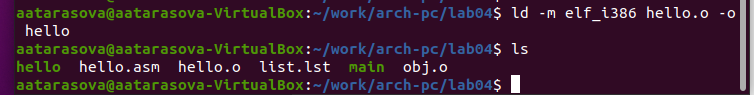 aatarasova@aatarasova-VirtualBox:~/work/arch-pc/lab04$ ld -m elf_i386 hello.o -o
 hello
aatarasova@aatarasova-VirtualBox:~/work/arch-pc/lab04$ ls
hello  hello.asm  hello.o  list.lst  main  obj.o
aatarasova@aatarasova-VirtualBox:~/work/arch-pc/lab04$